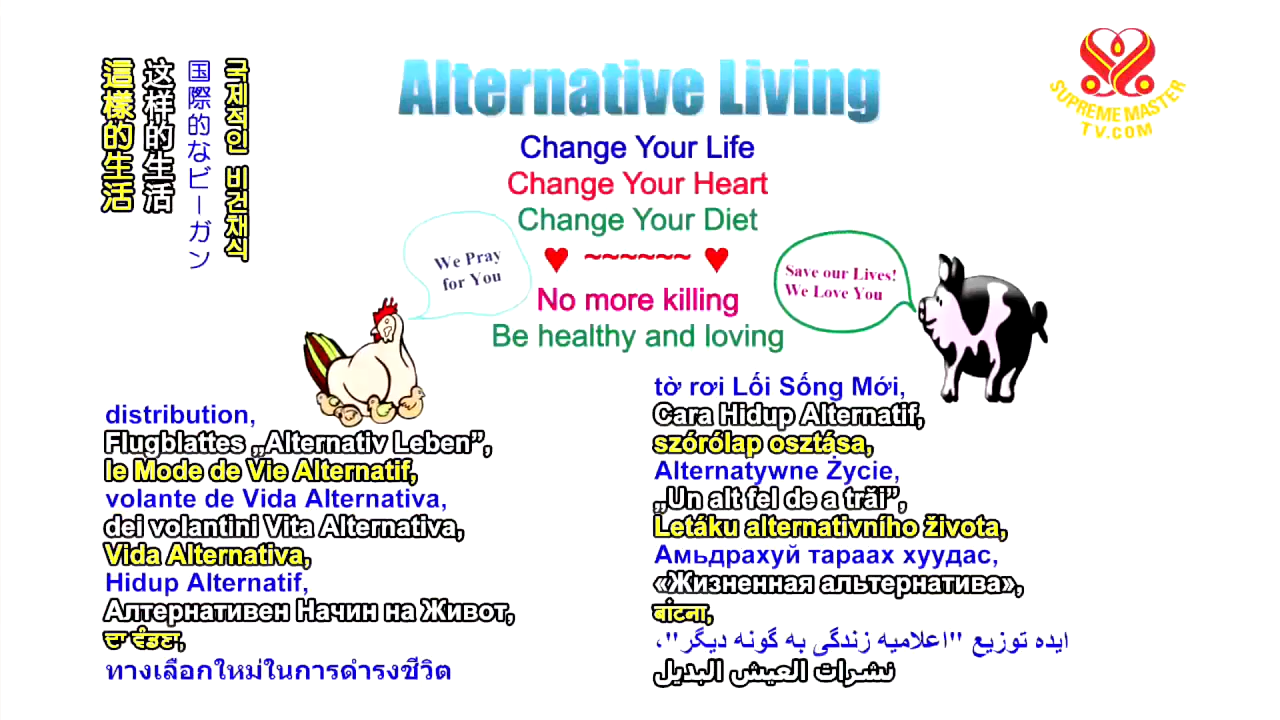 這樣的生活
这样的生活
国際的なビーガン
국제적인 비건채식
Alternative Living
SUPREME MASTER
TV.COM
Change Your Life
Change Your Heart
Change Your Diet
~~~~~~
We Pray
for You
Save our Lives!
We Love You
No more killing
Be healthy and loving
distribution,
Flugblattes „Alternativ Leben”,
le Mode de Vie Alternatif,
volante de Vida Alternativa,
dei volantini Vita Alternativa,
Vida Alternativa,
Hidup Alternatif,
Алтернативен Начин на Живот,
ਦਾ ਵੰਡਣਾ,
ทางเลือกใหม่ในการดำรงชีวิต
tờ rơi Lối Sống Mới,
Cara Hidup Alternatif,
szórólap osztása,
Alternatywne Życie,
„Un alt fel de a trăi”,
Letáku alternativního života,
Амьдрахуй тараах хуудас,
«Жизненная альтернатива»,
बांटना,
ایده توزیع "اعلامیه زندگی به گونه دیگر"،
نشرات العيش البديل